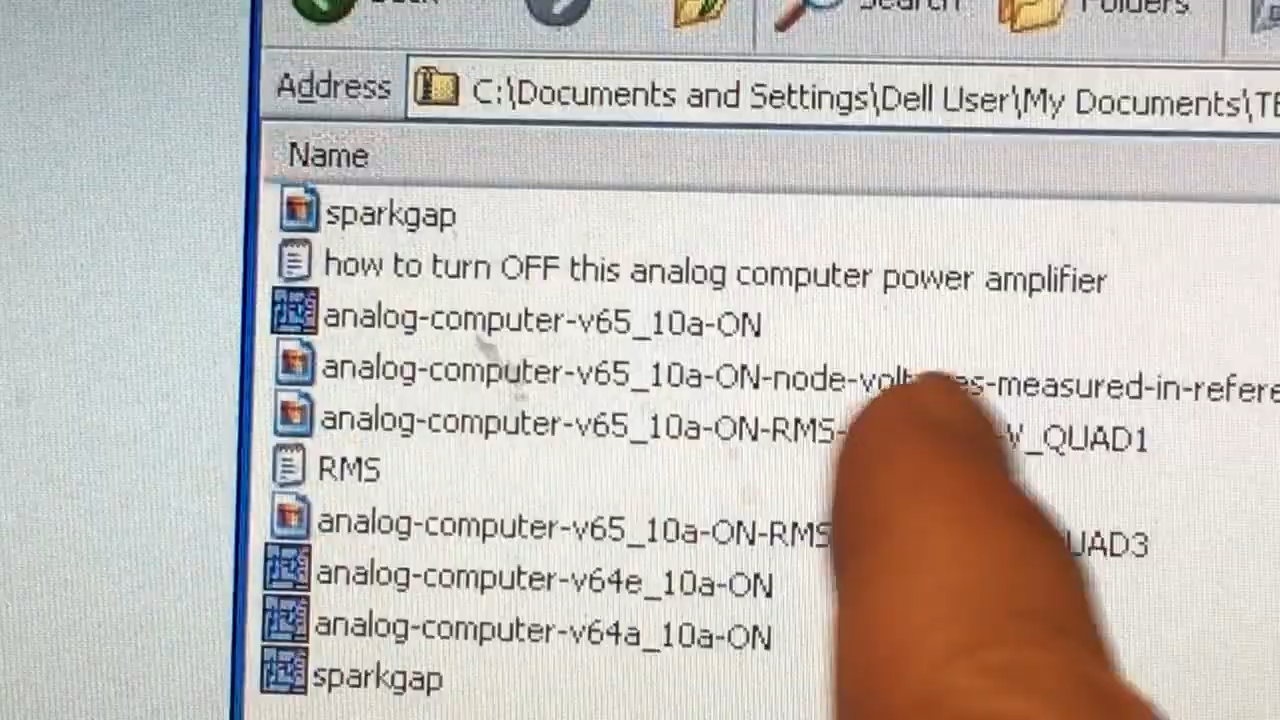 Search Folders
Address C:\Documents and Settings\Dell User\My Documents\TE
Name
sparkgap
how to turn OFF this analog computer power amplifier
analog-computer-v65_10a-ON
analog-computer-v65_10a-ON-node-vol es-measured-in-refere
analog-computer-v65_10a-ON-RMS- -V_QUAD1
RMS
analog-computer-v65_10a-ON-RMS UAD3
analog-computer-v64e_10a-ON
analog-computer-v64a_10a-ON
sparkgap